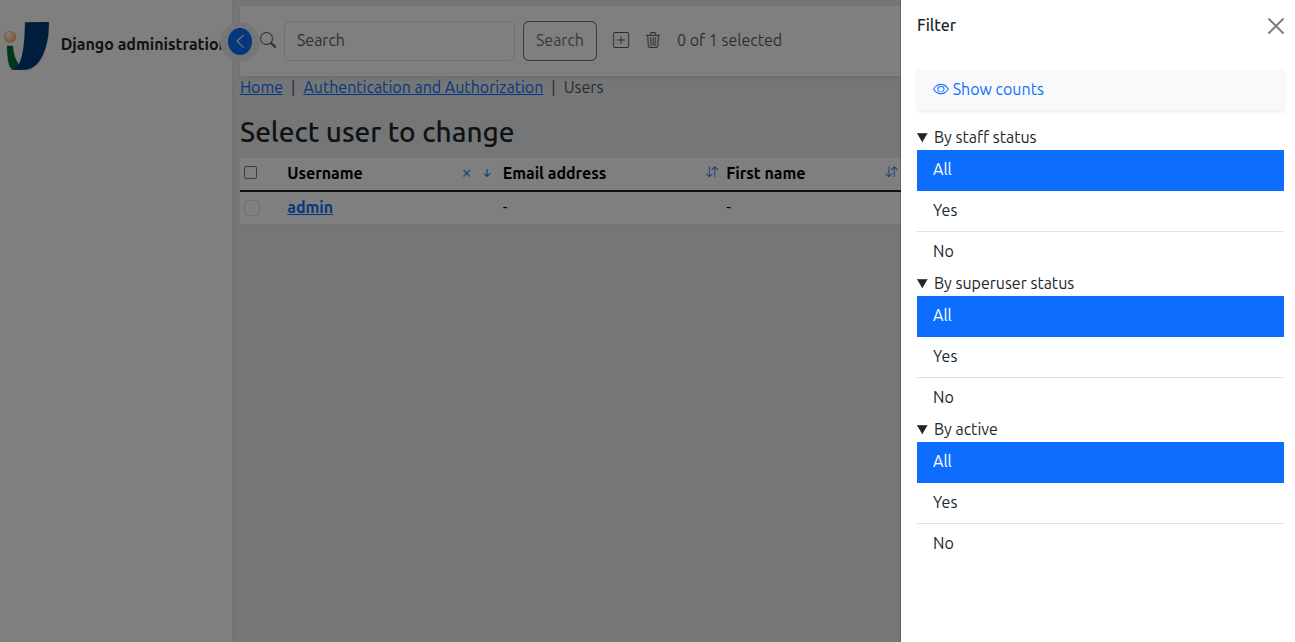 Django administratio
Search
Search
0 of 1 selected
Home | Authentication and Authorization | Users
Select user to change
Username
Email address
First name
admin
-
-
Filter
Show counts
By staff status
All
Yes
No
By superuser status
All
Yes
No
By active
All
Yes
No